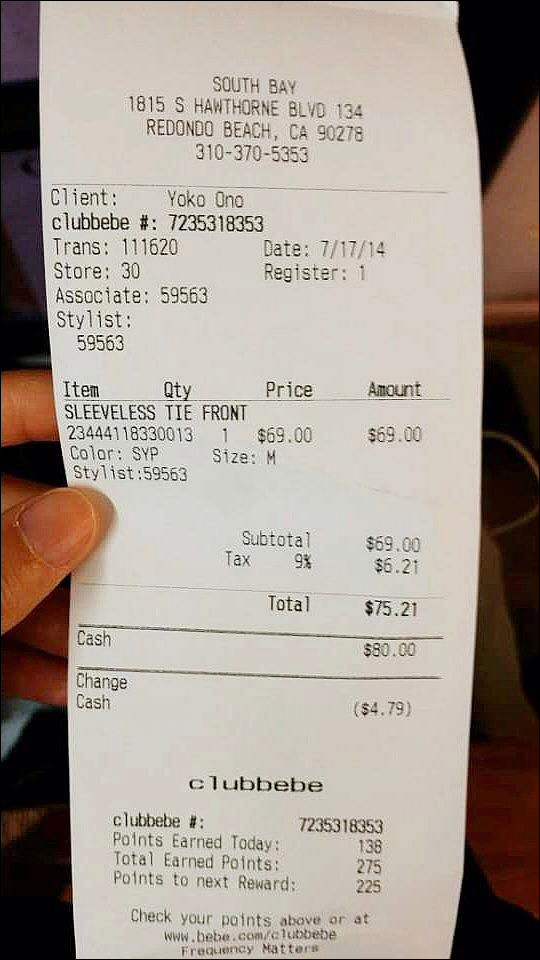 SOUTH BAY
1815 S HAWTHORNE BLVD 134
REDONDO BEACH, CA 90278
310-370-5353
Client: Yoko Ono
clubbebe #: 7235318353
Trans: 111620 Date: 7/17/14
Store: 30 Register: 1
Associate: 59563
Stylist:
59563
Item Qty Price Amount
SLEEVELESS TIE FRONT
23444118330013 1 $69.00 $69.00
Color: SYP Size: M
Stylist:59563
Subtotal $69.00
Tax 9% $6.21
Total $75.21
Cash $80.00
Change
Cash ($4.79)
clubbebe
clubbebe #: 7235318353
Points Earned Today: 138
Total Earned Points: 275
Points to next Reward: 225
Check your points above or at
www.bebe.com/clubbebe
Frequency Matters